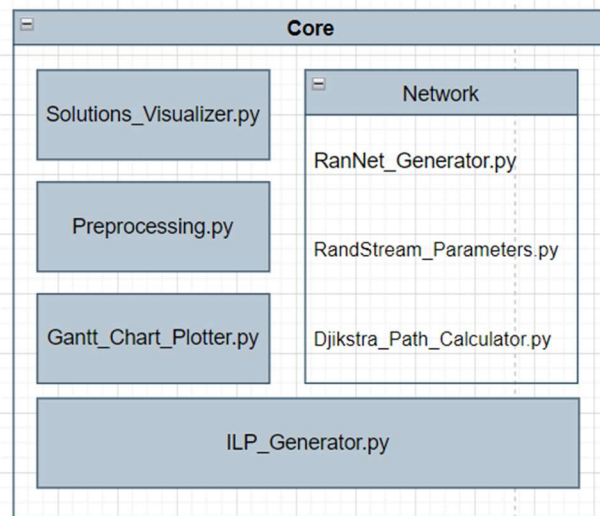 Core
Solutions_Visualizer.py
Preprocessing.py
Gantt_Chart_Plotter.py
Network
RanNet_Generator.py
RandStream_Parameters.py
Djikstra_Path_Calculator.py
ILP_Generator.py